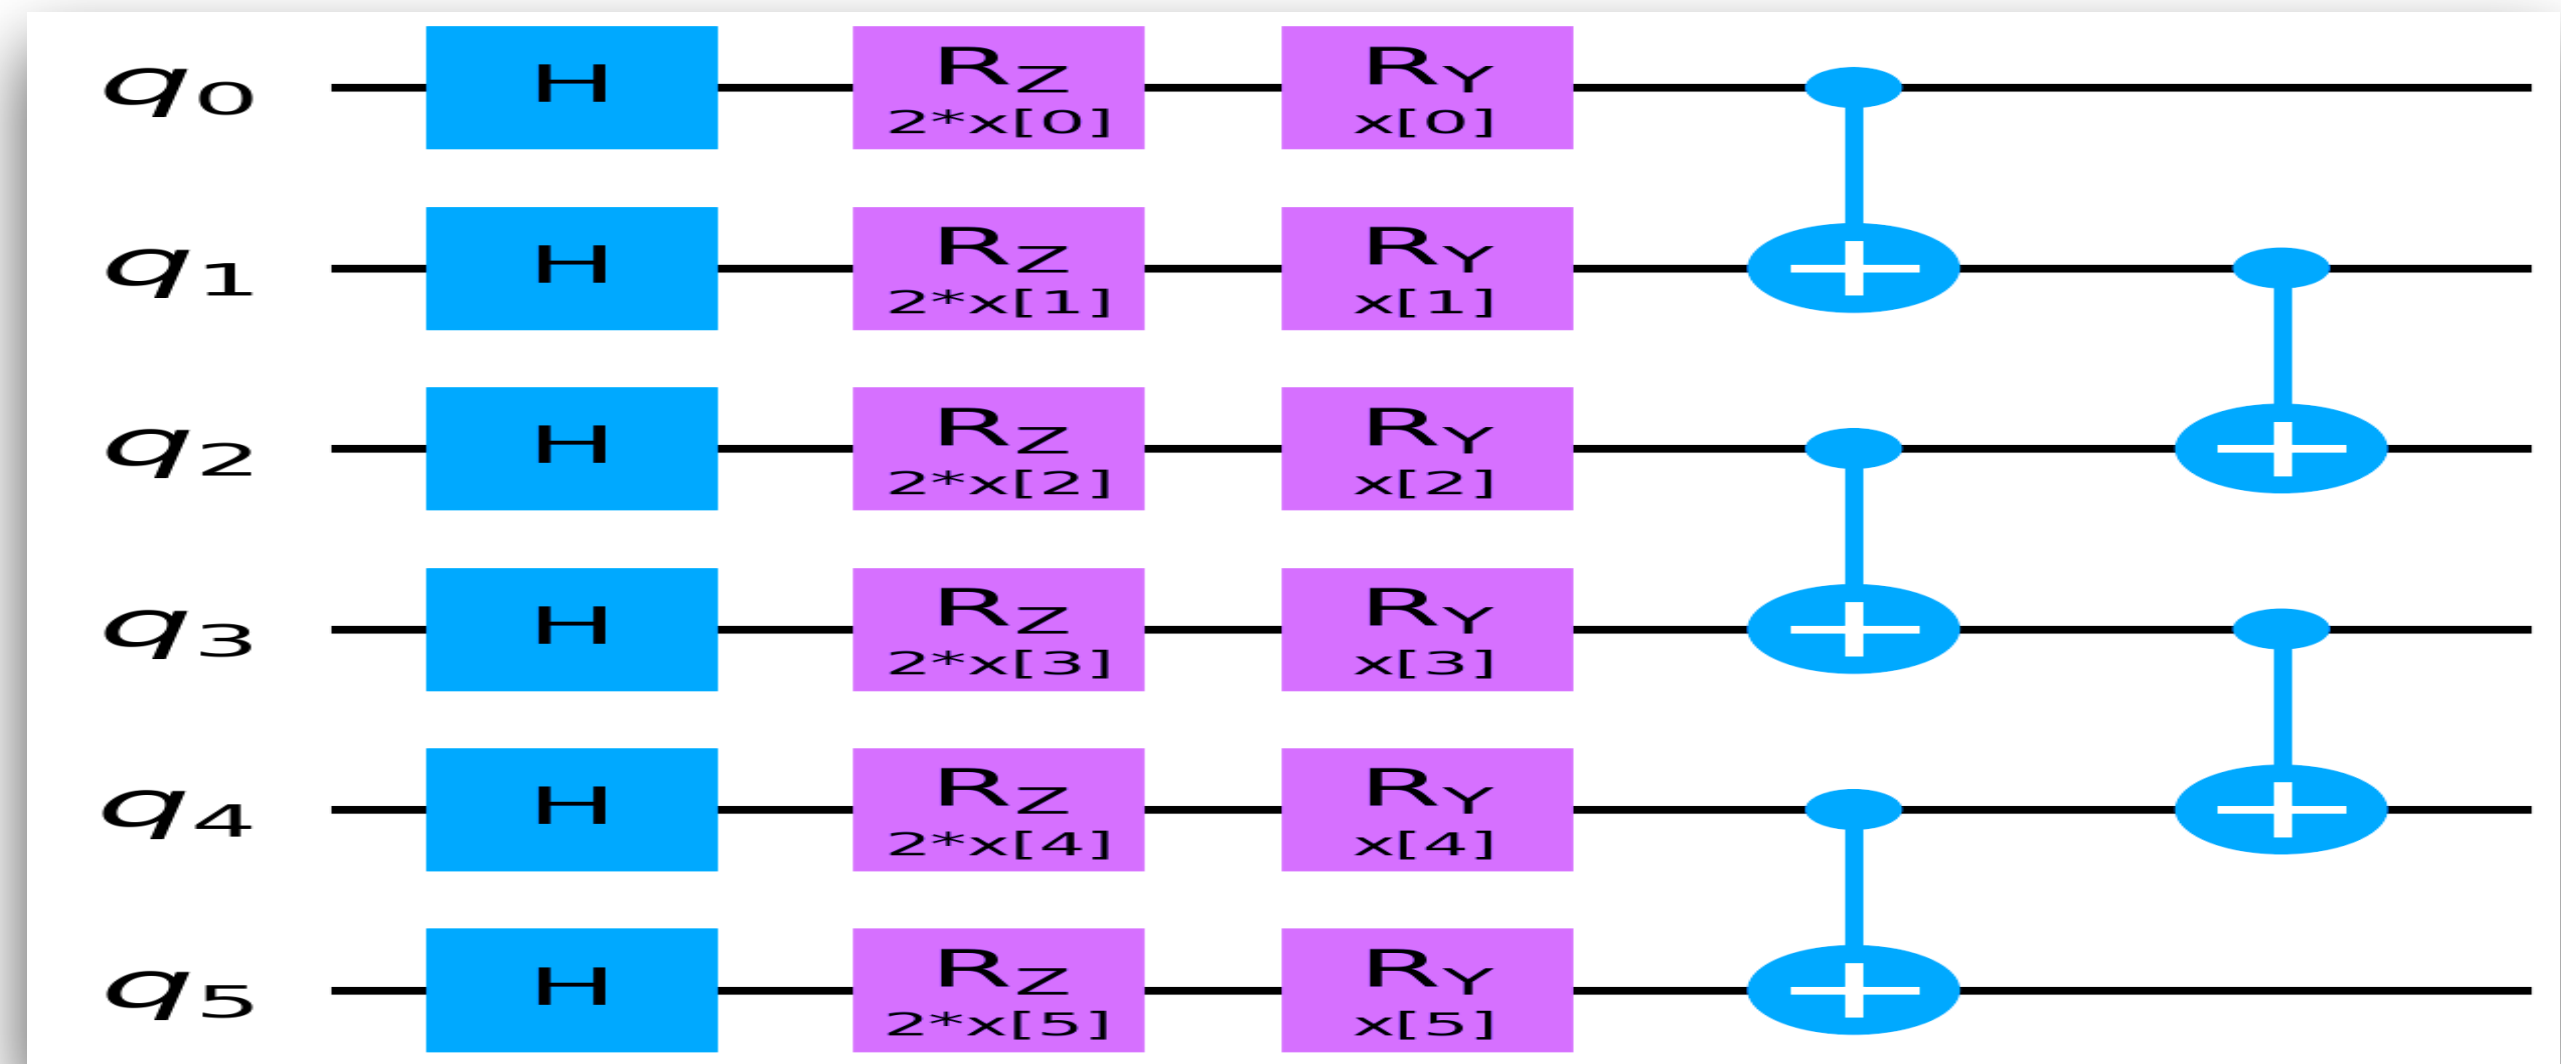 q0 H RZ RY
2*x[0] x[0]
q1 H RZ RY
2*x[1] x[1]
q2 H RZ RY
2*x[2] x[2]
q3 H RZ RY
2*x[3] x[3]
q4 H RZ RY
2*x[4] x[4]
q5 H RZ RY
2*x[5] x[5]